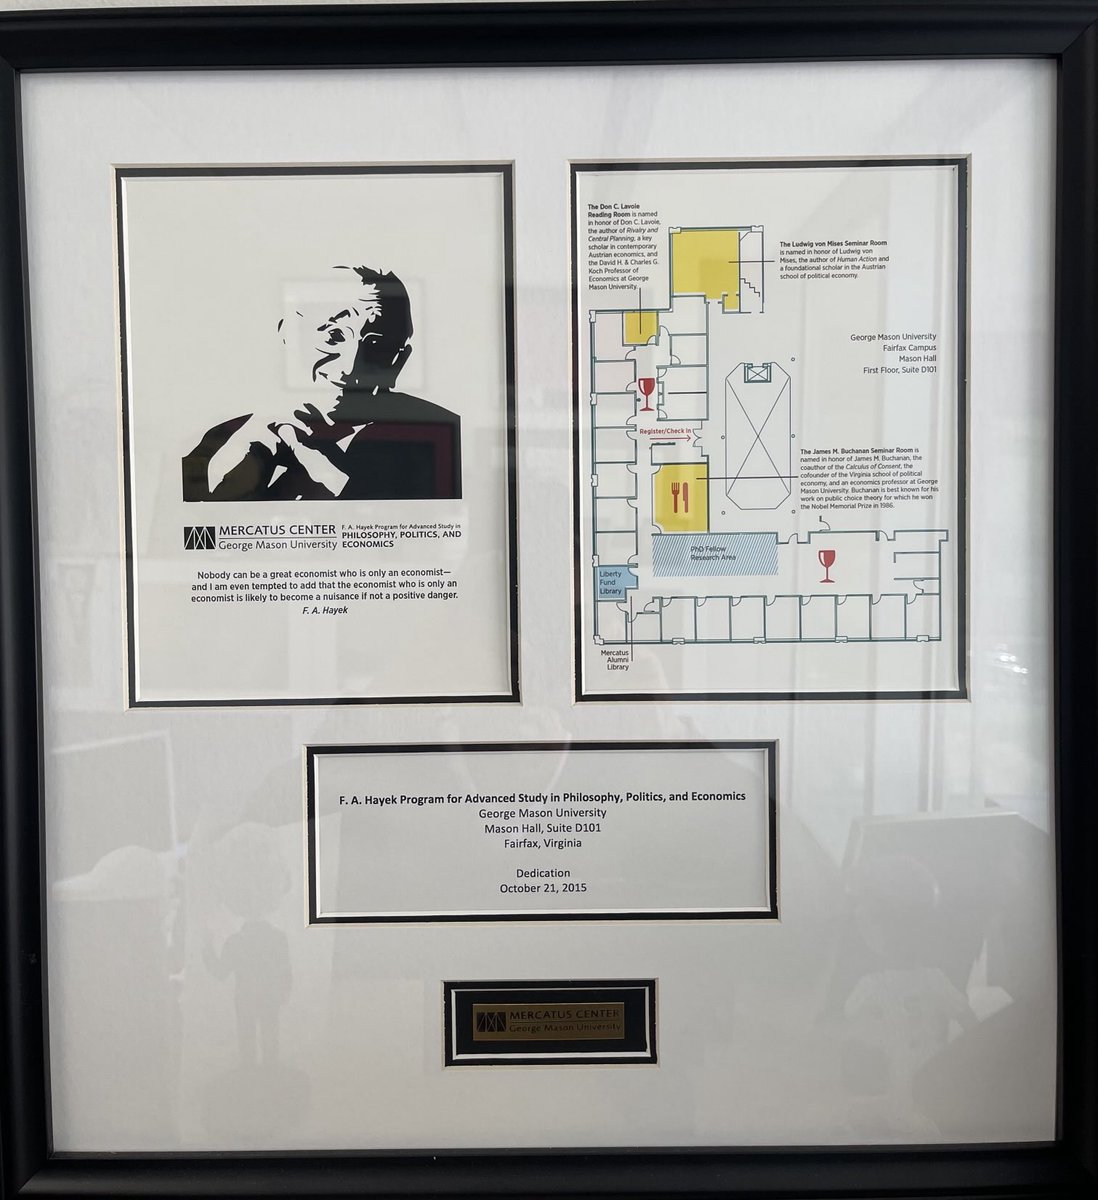 MERCATUS CENTER
George Mason University
F. A. Hayek Program for Advanced Study in
PHILOSOPHY, POLITICS, AND
ECONOMICS
Nobody can be a great economist who is only an economist—
and I am even tempted to add that the economist who is only an
economist is likely to become a nuisance if not a positive danger.
F. A. Hayek
The Don C. Lavoie
Reading Room is named
in honor of Don C. Lavoie,
the author of Rivalry and
Central Planning, a key
scholar in contemporary
Austrian economics, and
the David H. & Charles G.
Koch Professor of
Economics at George
Mason University.
The Ludwig von Mises Seminar Room
is named in honor of Ludwig von
Mises, the author of Human Action and
a foundational scholar in the Austrian
school of political economy.
George Mason University
Fairfax Campus
Mason Hall
First Floor, Suite D101
Register/Check In
The James M. Buchanan Seminar Room is
named in honor of James M. Buchanan, the
coauthor of the Calculus of Consent, the
cofounder of the Virginia school of political
economy, and an economics professor at George
Mason University. Buchanan is best known for his
work on public choice theory for which he won
the Nobel Memorial Prize in 1986.
PhD Fellow
Research Area
Liberty
Fund
Library
Mercatus
Alumni
Library
F. A. Hayek Program for Advanced Study in Philosophy, Politics, and Economics
George Mason University
Mason Hall, Suite D101
Fairfax, Virginia
Dedication
October 21, 2015
MERCATUS CENTER
George Mason University